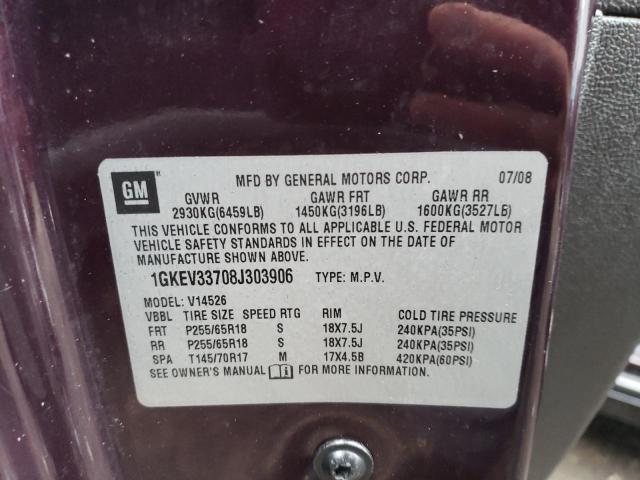 GM
MFD BY GENERAL MOTORS CORP. 07/08
GVWR GAWR FRT GAWR RR
2930KG(6459LB) 1450KG(3196LB) 1600KG(3527LB)
THIS VEHICLE CONFORMS TO ALL APPLICABLE U.S. FEDERAL MOTOR
VEHICLE SAFETY STANDARDS IN EFFECT ON THE DATE OF
MANUFACTURE SHOWN ABOVE.
1GKEV33708J303906 TYPE: M.P.V.
MODEL: V14526
VBBL TIRE SIZE SPEED RTG RIM COLD TIRE PRESSURE
FRT P255/65R18 S 18X7.5J 240KPA(35PSI)
RR P255/65R18 S 18X7.5J 240KPA(35PSI)
SPA T145/70R17 M 17X4.5B 420KPA(60PSI)
SEE OWNER'S MANUAL i FOR MORE INFORMATION.